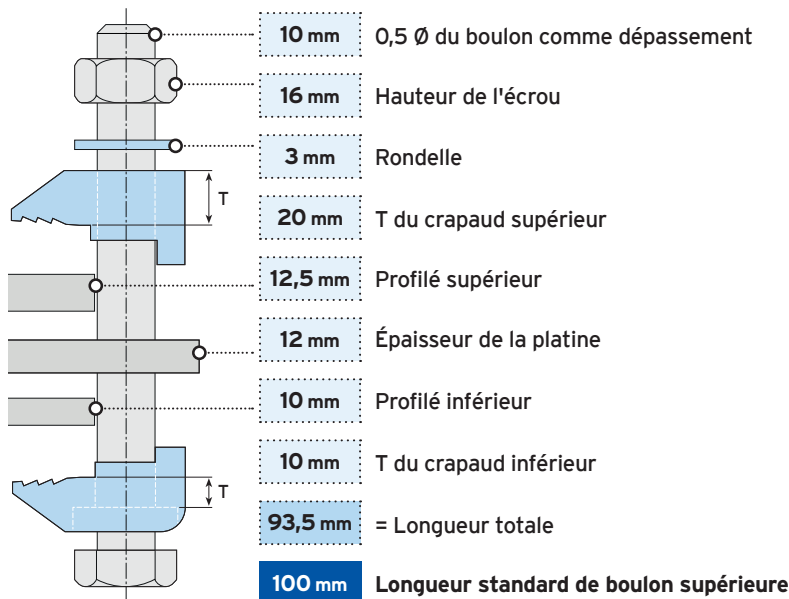 10 mm 0,5 Ø du boulon comme dépassement
16 mm Hauteur de l'écrou
3 mm Rondelle
T
20 mm T du crapaud supérieur
12,5 mm Profilé supérieur
12 mm Épaisseur de la platine
10 mm Profilé inférieur
10 mm T du crapaud inférieur
T
93,5 mm = Longueur totale
100 mm Longueur standard de boulon supérieure